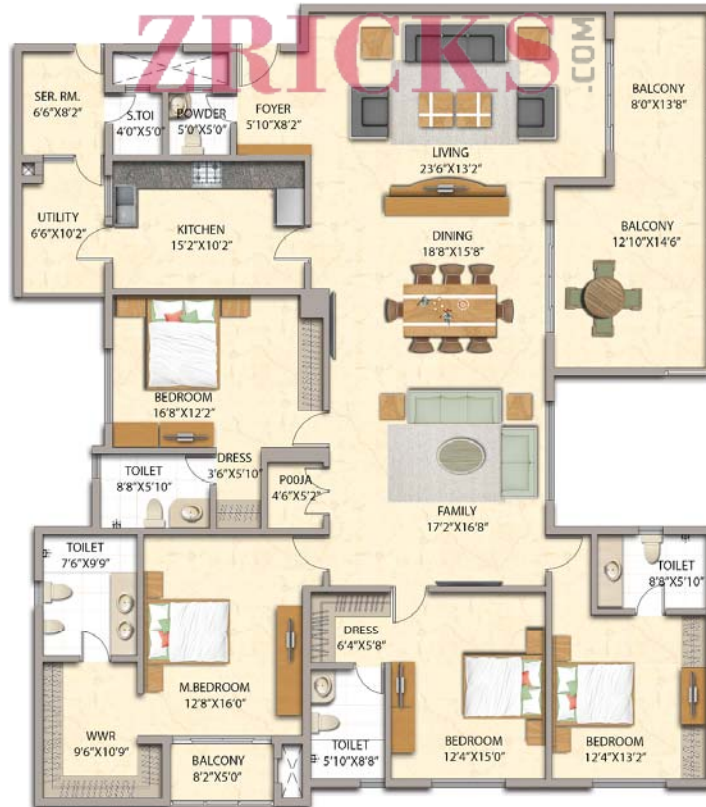 ZRICKS.COM
SER. RM.
6'6"X8'2"
S.TOI
4'0"X5'0"
POWDER
5'0"X5'0"
FOYER
5'10"X8'2"
LIVING
23'6"X13'2"
BALCONY
8'0"X13'8"
UTILITY
6'6"X10'2"
KITCHEN
15'2"X10'2"
DINING
18'8"X15'8"
BALCONY
12'10"X14'6"
BEDROOM
16'8"X12'2"
TOILET
8'8"X5'10"
DRESS
3'6"X5'10"
POOJA
4'6"X5'2"
FAMILY
17'2"X16'8"
TOILET
7'6"X9'9"
TOILET
8'8"X5'10"
M.BEDROOM
12'8"X16'0"
DRESS
6'4"X5'8"
WWR
9'6"X10'9"
BALCONY
8'2"X5'0"
TOILET
5'10"X8'8"
BEDROOM
12'4"X15'0"
BEDROOM
12'4"X13'2"